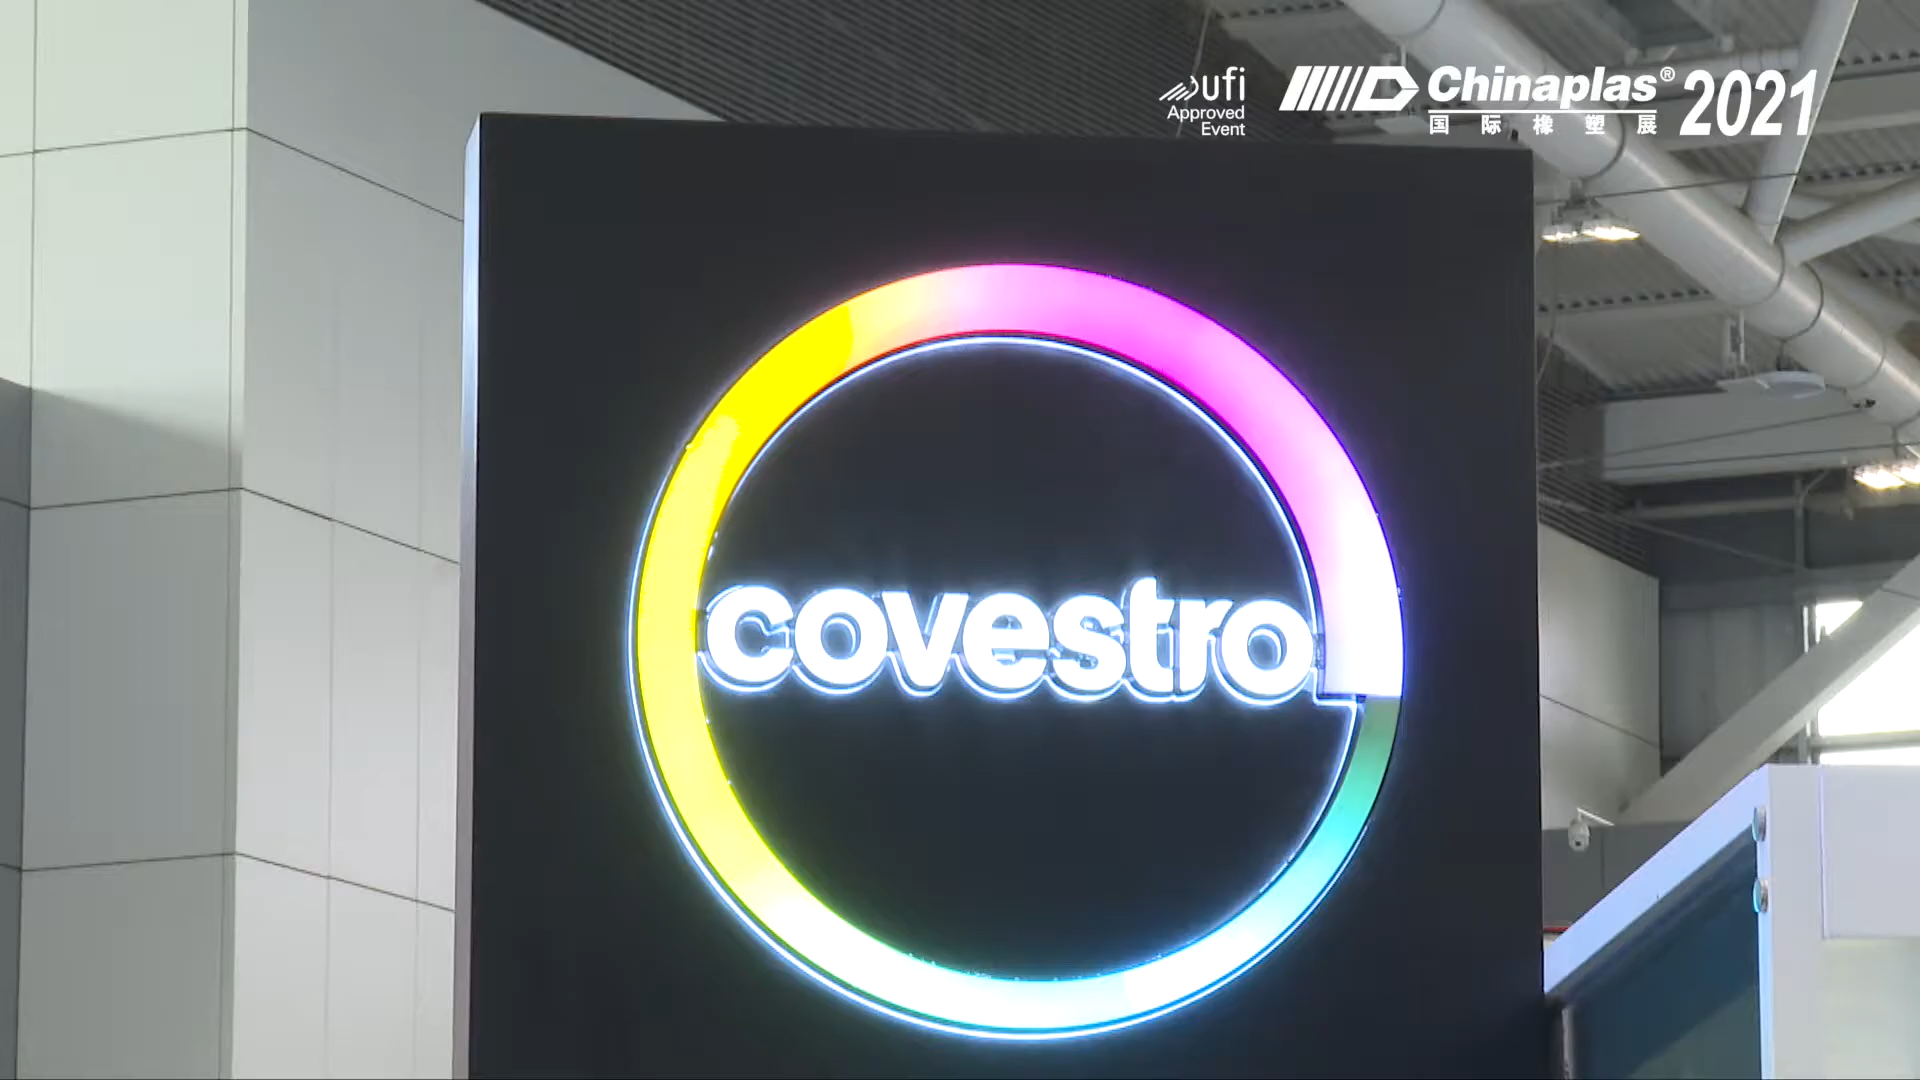 ufi
Approved
Event
Chinaplas® 2021
国际橡塑展
covestro